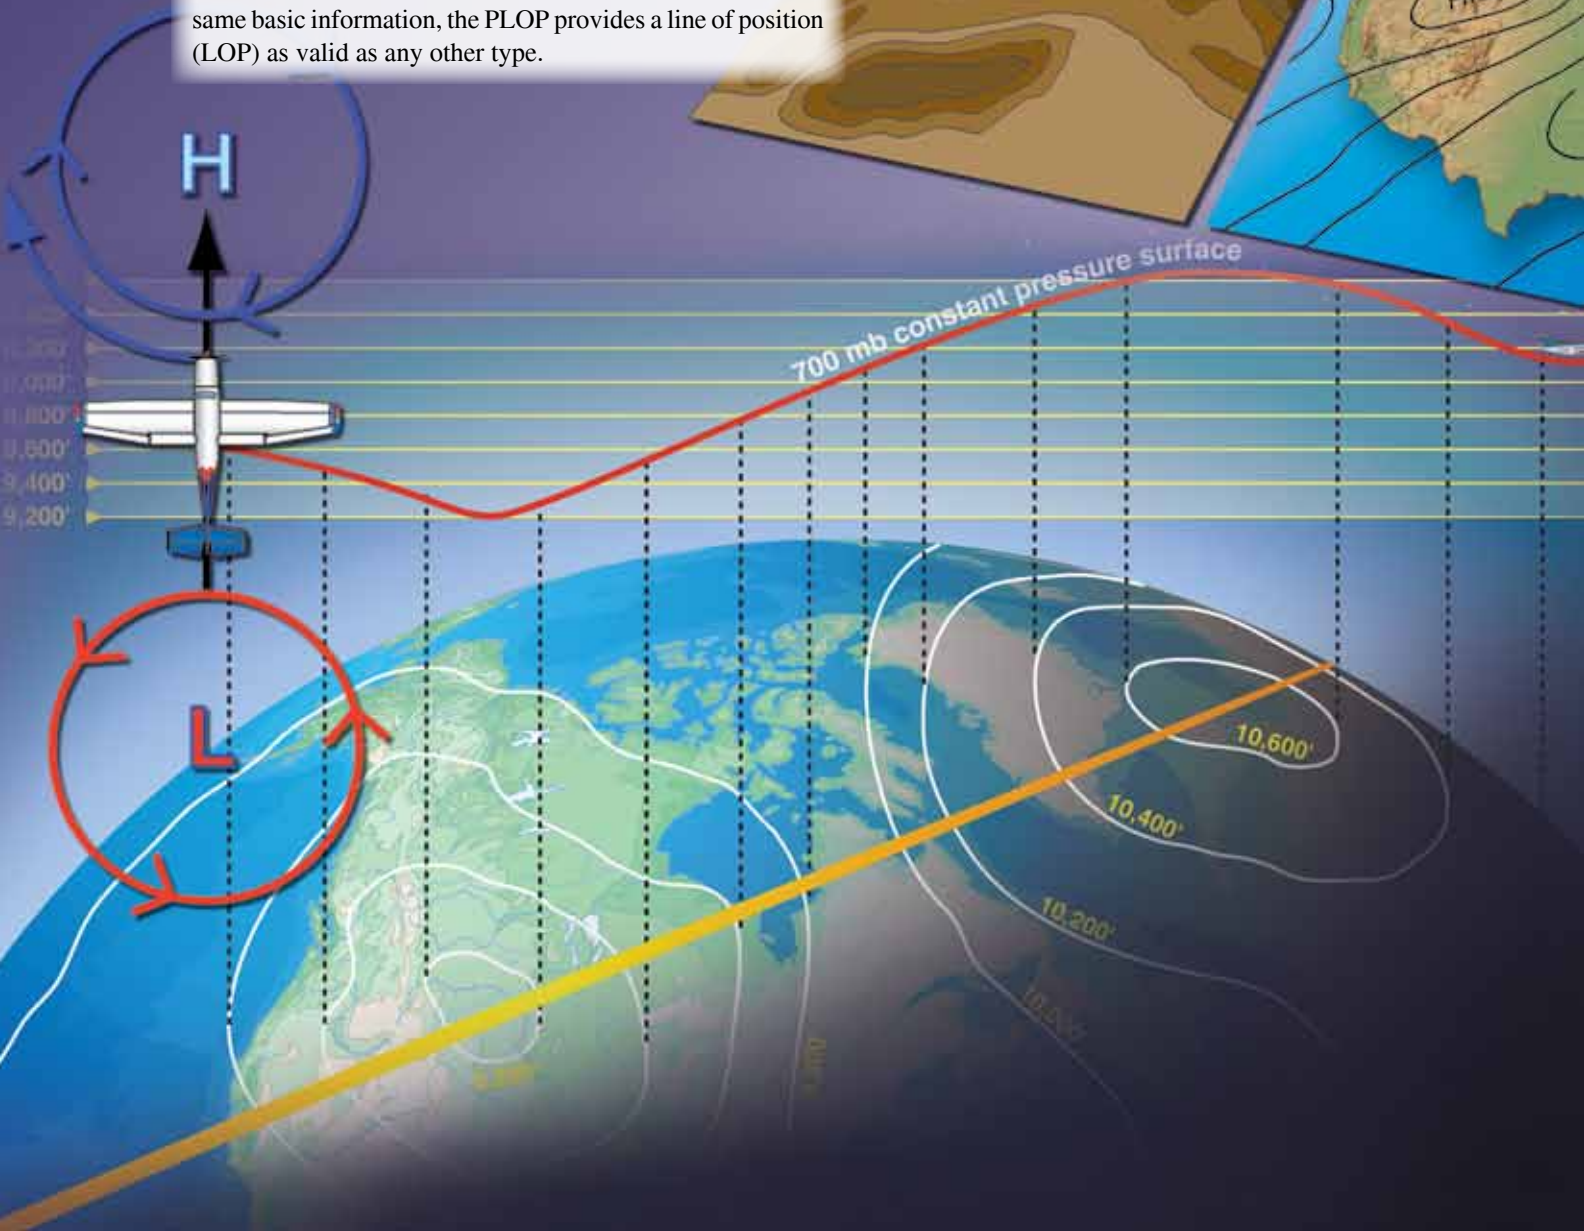 same basic information, the PLOP provides a line of position
(LOP) as valid as any other type.
H
700 mb constant pressure surface
9,600'
9,400'
9,200'
L
10,600'
10,400'
10,200'